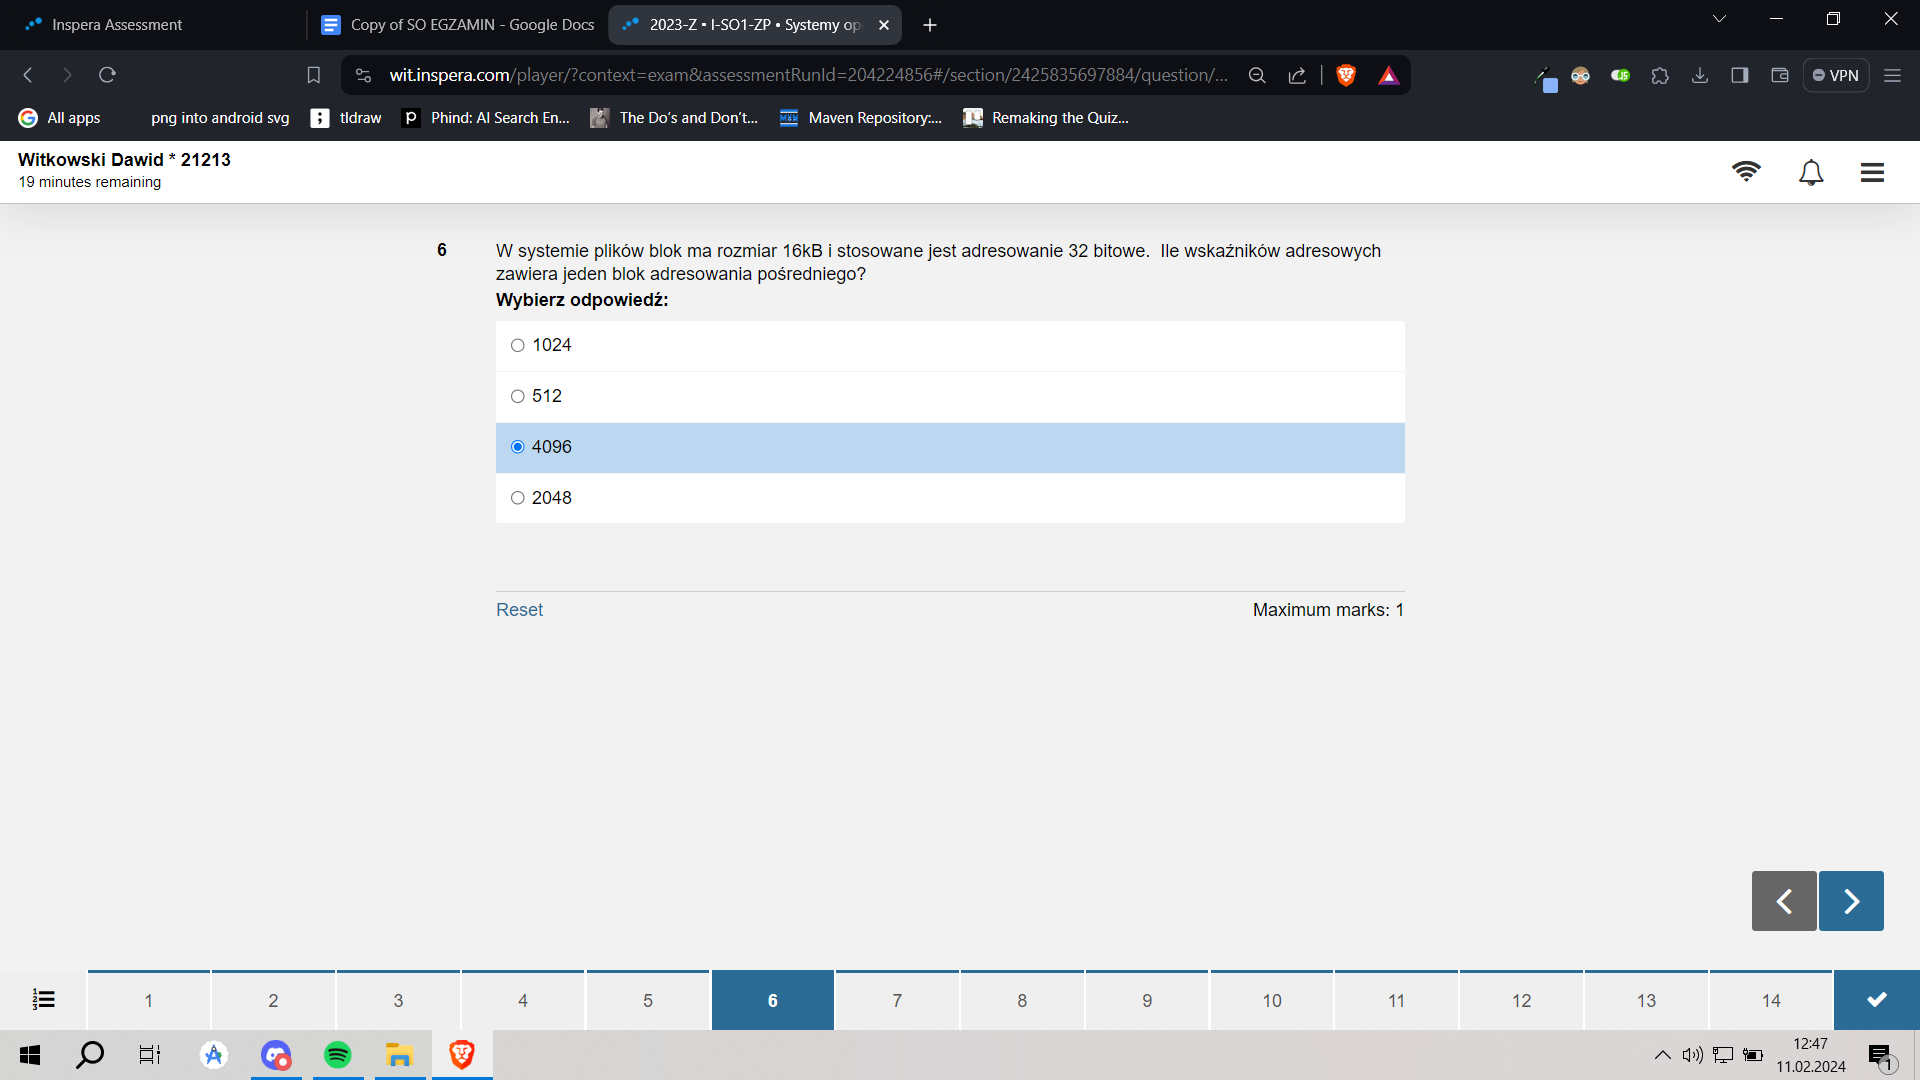 Inspera Assessment
Copy of SO EGZAMIN - Google Docs
2023-Z • I-SO1-ZP • Systemy op
wit.inspera.com/player/?context=exam&assessmentRunId=204224856#/section/2425835697884/question/...
VPN
All apps
png into android svg
tldraw
Phind: AI Search En...
The Do's and Don't...
Maven Repository:...
Remaking the Quiz...
Witkowski Dawid * 21213
19 minutes remaining
6
W systemie plików blok ma rozmiar 16kB i stosowane jest adresowanie 32 bitowe. Ile wskaźników adresowych
zawiera jeden blok adresowania pośredniego?
Wybierz odpowiedź:
1024
512
4096
2048
Reset
Maximum marks: 1
1 2 3 4 5 6 7 8 9 10 11 12 13 14
12:47
11.02.2024
1